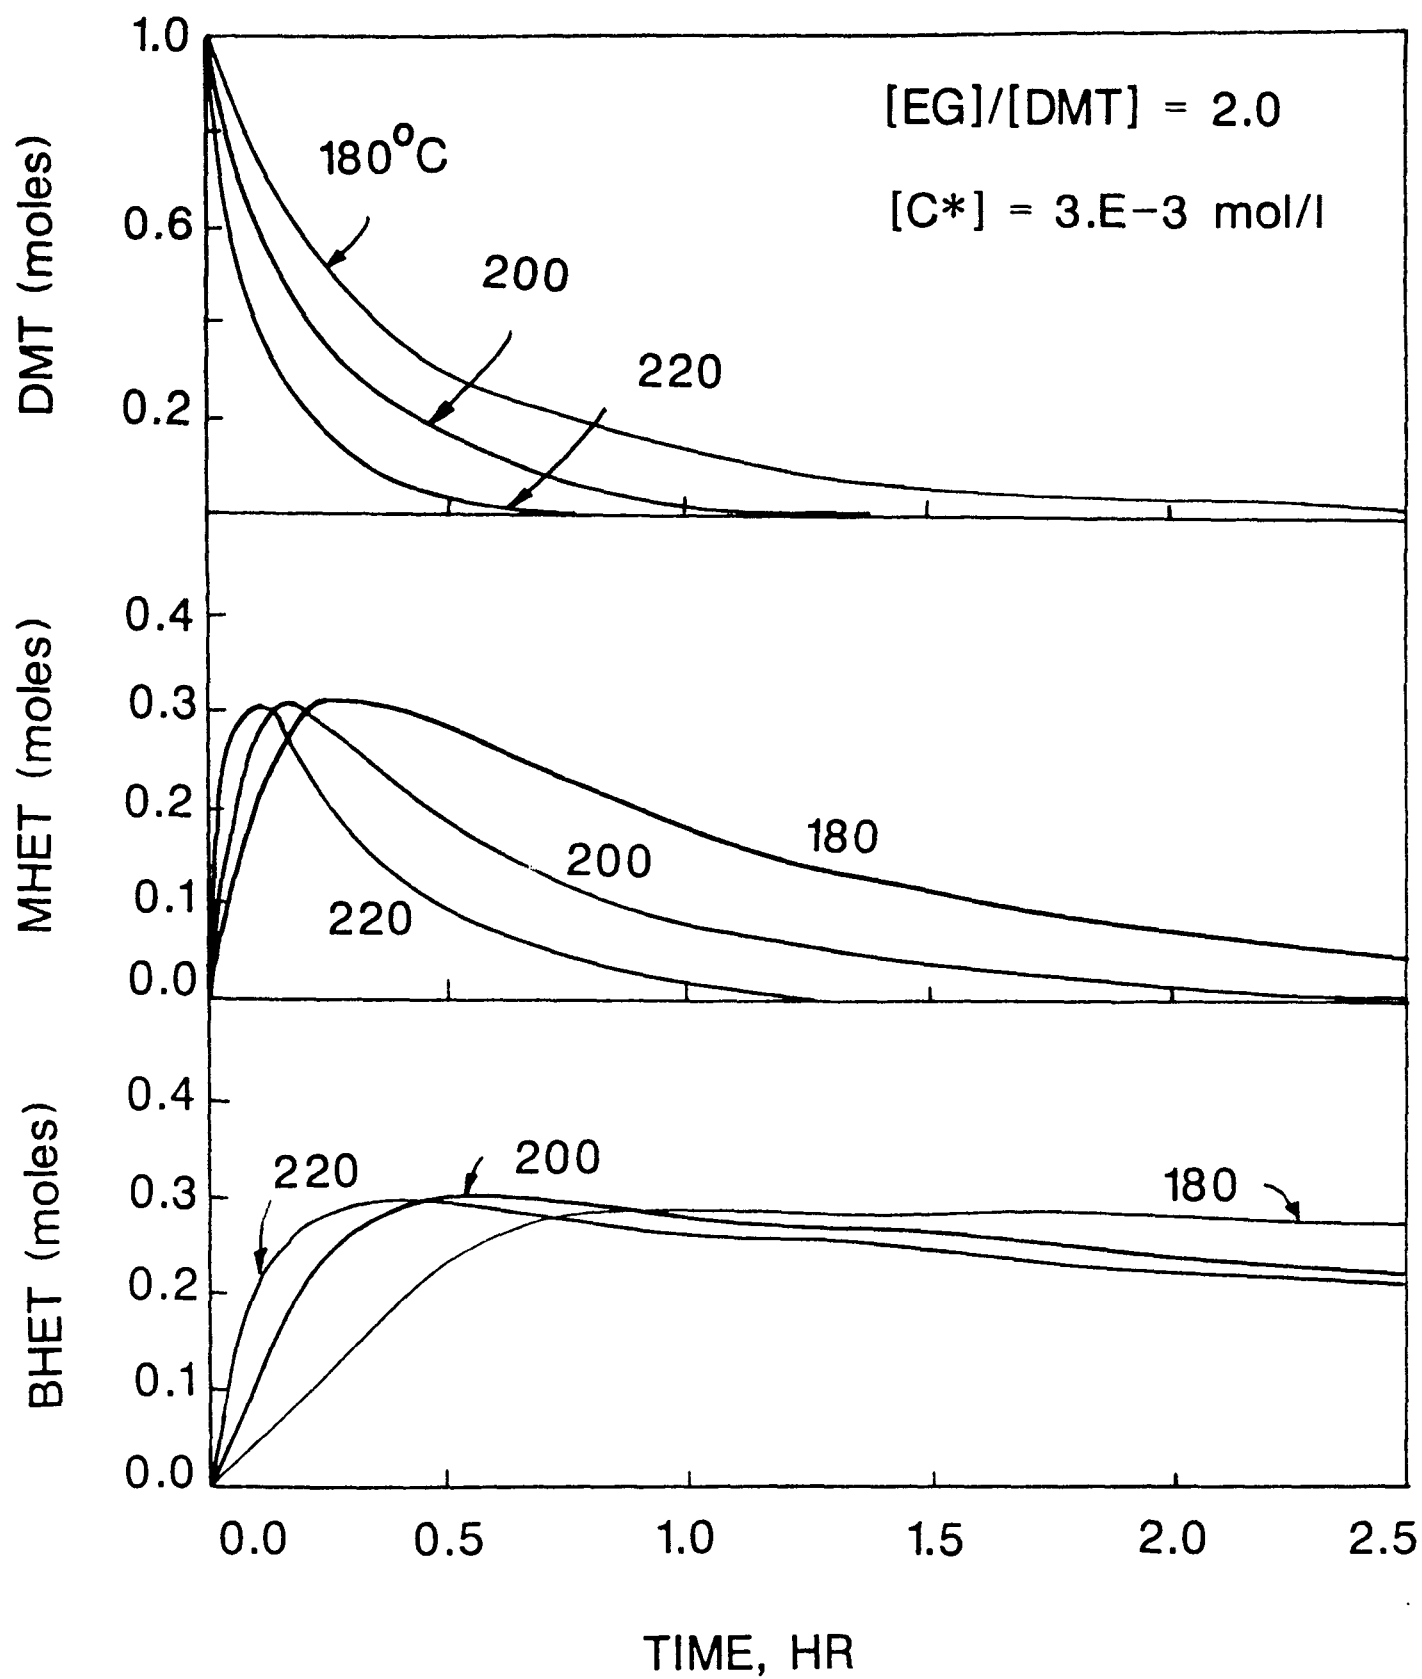 1.0
[EG]/[DMT] = 2.0
180°C
[C*] = 3.E-3 mol/l
0.6
200
220
0.2
DMT (moles)
0.4
0.3
0.2
180
200
0.1
220
0.0
MHET (moles)
0.4
220
200
180
0.3
0.2
0.1
0.0
BHET (moles)
0.0 0.5 1.0 1.5 2.0 2.5
TIME, HR